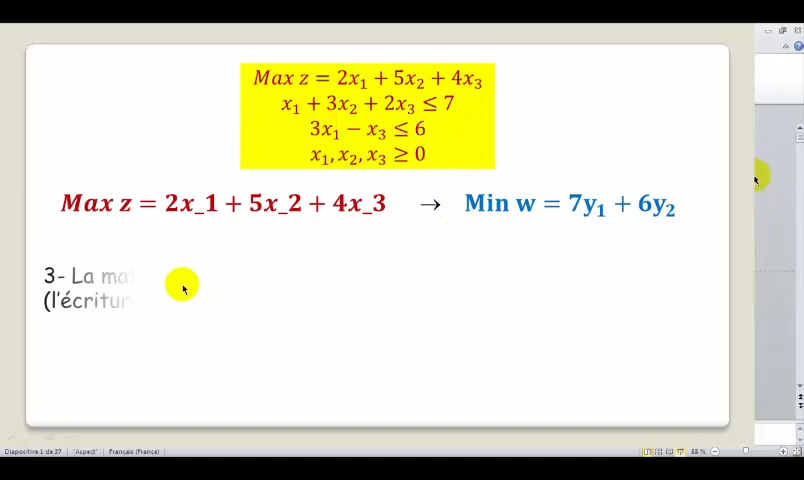 Max z = 2x₁ + 5x₂ + 4x₃
x₁ + 3x₂ + 2x₃ ≤ 7
3x₁ − x₃ ≤ 6
x₁, x₂, x₃ ≥ 0
Max z = 2x_1 + 5x_2 + 4x_3 → Min w = 7y₁ + 6y₂
3- La
(l'écritur
Diapositive 1 de 37 "Aspect" Français (France) 88 %